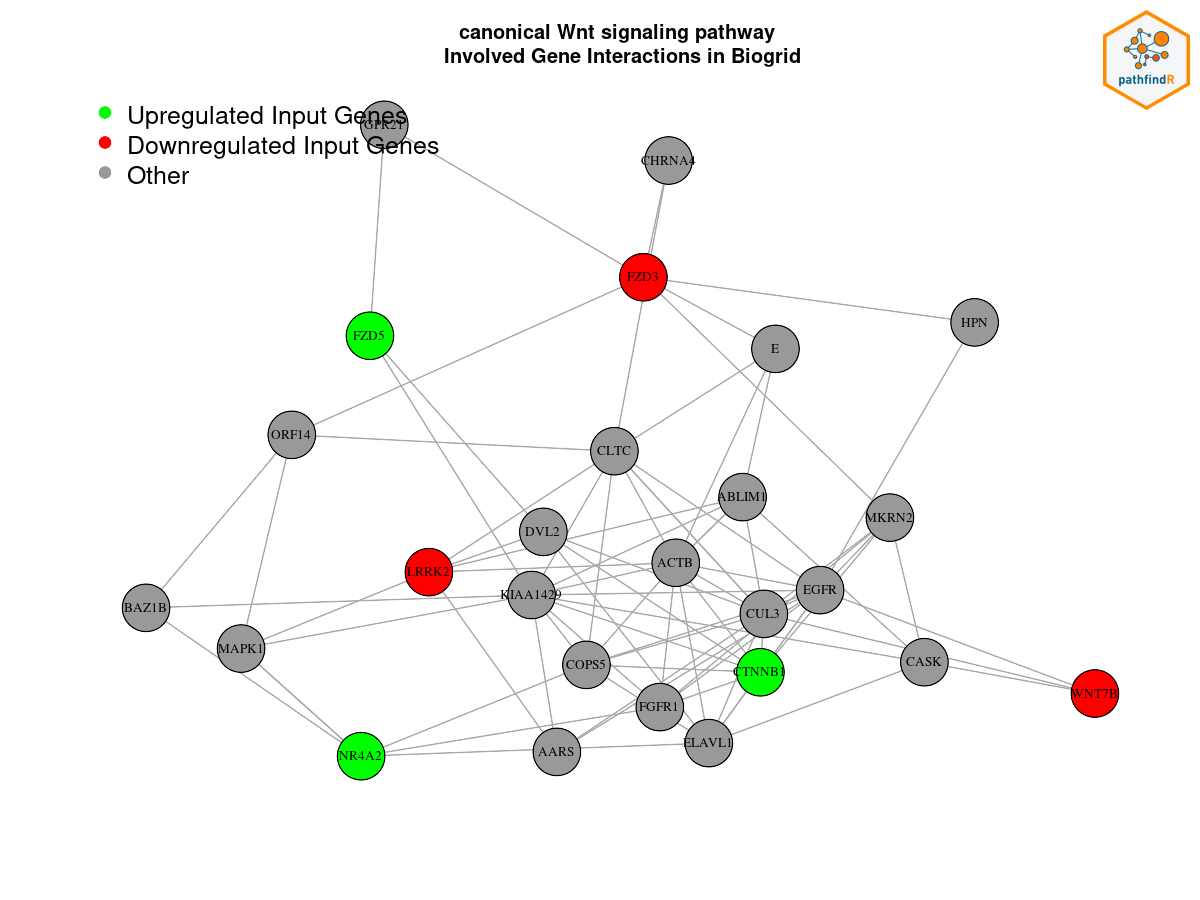 canonical Wnt signaling pathway
Involved Gene Interactions in Biogrid
pathfindR
Upregulated Input Genes
Downregulated Input Genes
Other
GPR21
CHRNA4
FZD3
HPN
FZD5
E
ORF14
CLTC
ABLIM1
MKRN2
DVL2
ACTB
LRRK2
EGFR
KIAA1429
BAZ1B
CUL3
MAPK1
COPS5
CTNNB1
CASK
WNT7B
FGFR1
ELAVL1
NR4A2
AARS